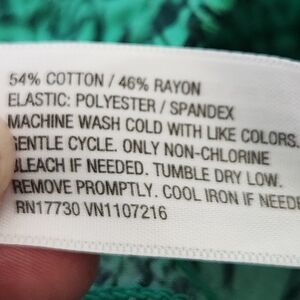 54% COTTON / 46% RAYON
ELASTIC: POLYESTER / SPANDEX
MACHINE WASH COLD WITH LIKE COLORS.
GENTLE CYCLE. ONLY NON-CHLORINE
BLEACH IF NEEDED. TUMBLE DRY LOW.
REMOVE PROMPTLY. COOL IRON IF NEEDE
RN17730 VN1107216